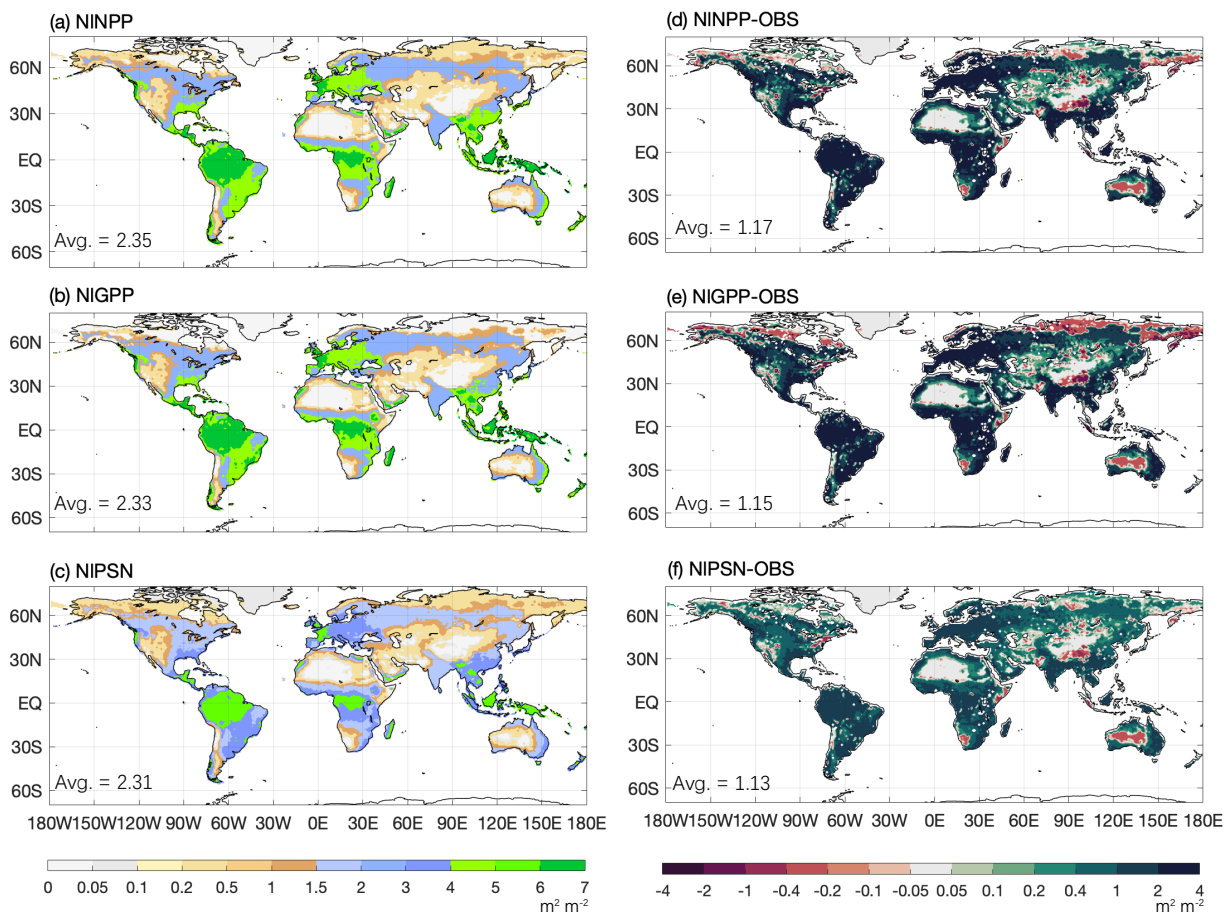 (a) NINPP
60N
30N
EQ
30S
60S
Avg. = 2.35
(d) NINPP-OBS
60N
30N
EQ
30S
60S
Avg. = 1.17
(b) NIGPP
60N
30N
EQ
30S
60S
Avg. = 2.33
(e) NIGPP-OBS
60N
30N
EQ
30S
60S
Avg. = 1.15
(c) NIPSN
60N
30N
EQ
30S
60S
Avg. = 2.31
180W150W120W 90W 60W 30W 0E 30E 60E 90E 120E 150E 180E
(f) NIPSN-OBS
60N
30N
EQ
30S
60S
Avg. = 1.13
180W150W120W 90W 60W 30W 0E 30E 60E 90E 120E 150E 180E
0 0.05 0.1 0.2 0.5 1 1.5 2 3 4 5 6 7
m² m⁻²
-4 -2 -1 -0.4 -0.2 -0.1 -0.05 0.05 0.1 0.2 0.4 1 2 4
m² m⁻²